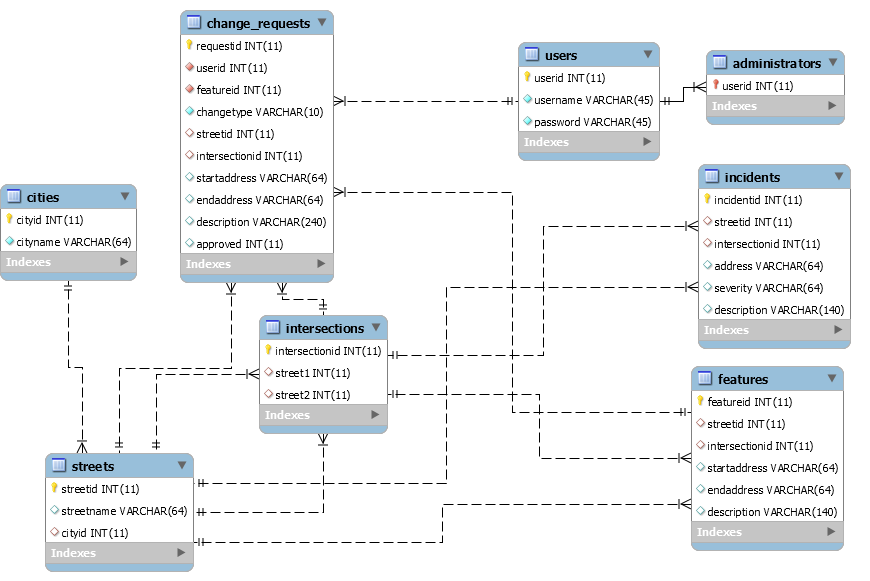 change_requests
requestid INT(11)
userid INT(11)
featureid INT(11)
changetype VARCHAR(10)
streetid INT(11)
intersectionid INT(11)
startaddress VARCHAR(64)
endaddress VARCHAR(64)
description VARCHAR(240)
approved INT(11)
Indexes
users
userid INT(11)
username VARCHAR(45)
password VARCHAR(45)
Indexes
administrators
userid INT(11)
Indexes
cities
cityid INT(11)
cityname VARCHAR(64)
Indexes
incidents
incidentid INT(11)
streetid INT(11)
intersectionid INT(11)
address VARCHAR(64)
severity VARCHAR(64)
description VARCHAR(140)
Indexes
intersections
intersectionid INT(11)
street1 INT(11)
street2 INT(11)
Indexes
features
featureid INT(11)
streetid INT(11)
intersectionid INT(11)
startaddress VARCHAR(64)
endaddress VARCHAR(64)
description VARCHAR(140)
Indexes
streets
streetid INT(11)
streetname VARCHAR(64)
cityid INT(11)
Indexes